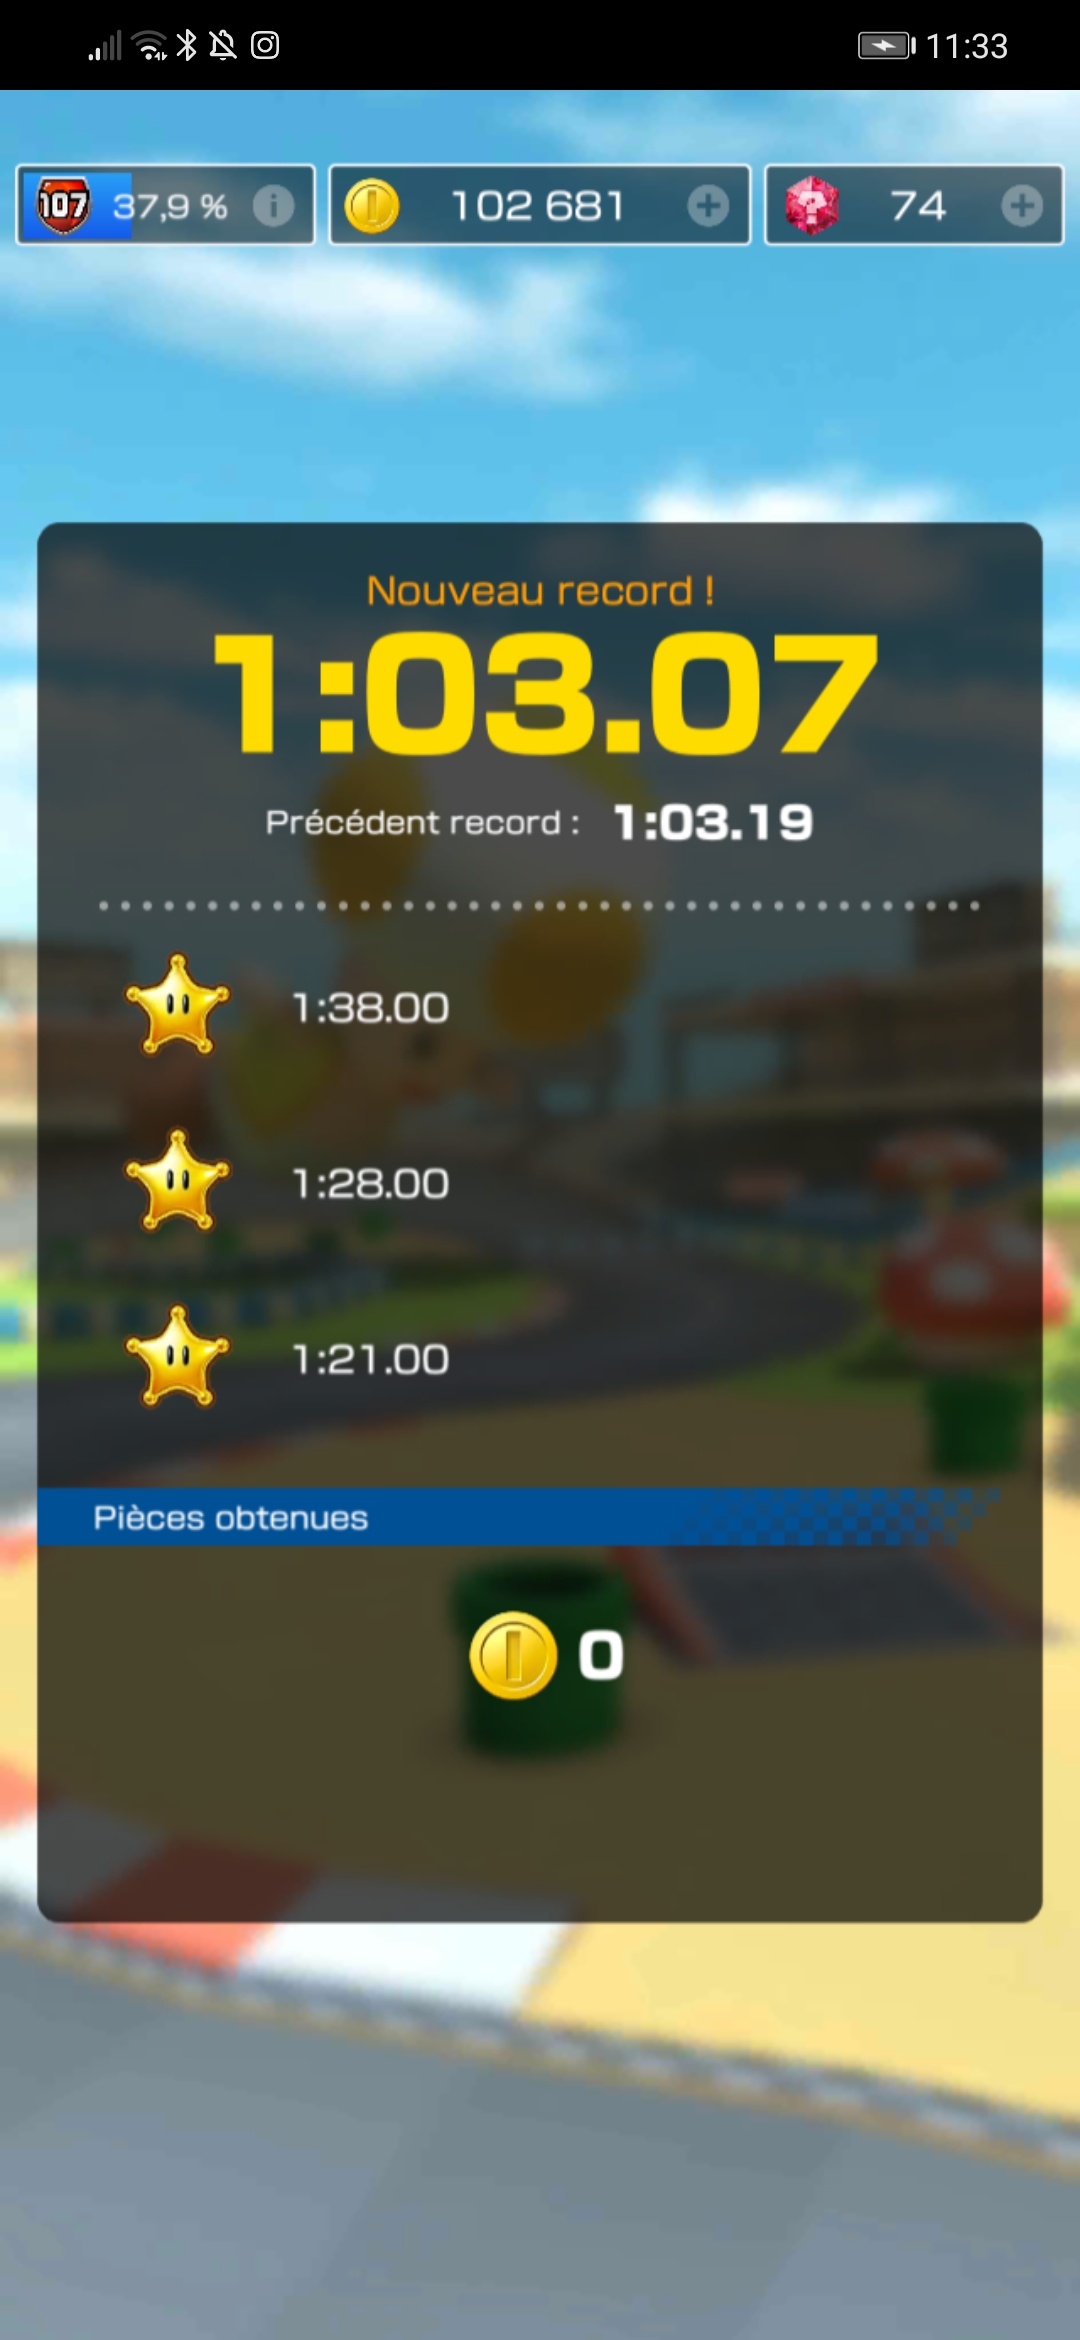 11:33
107 37,9 % 102 681 74
Nouveau record !
1:03.07
Précédent record : 1:03.19
1:38.00
1:28.00
1:21.00
Pièces obtenues
0